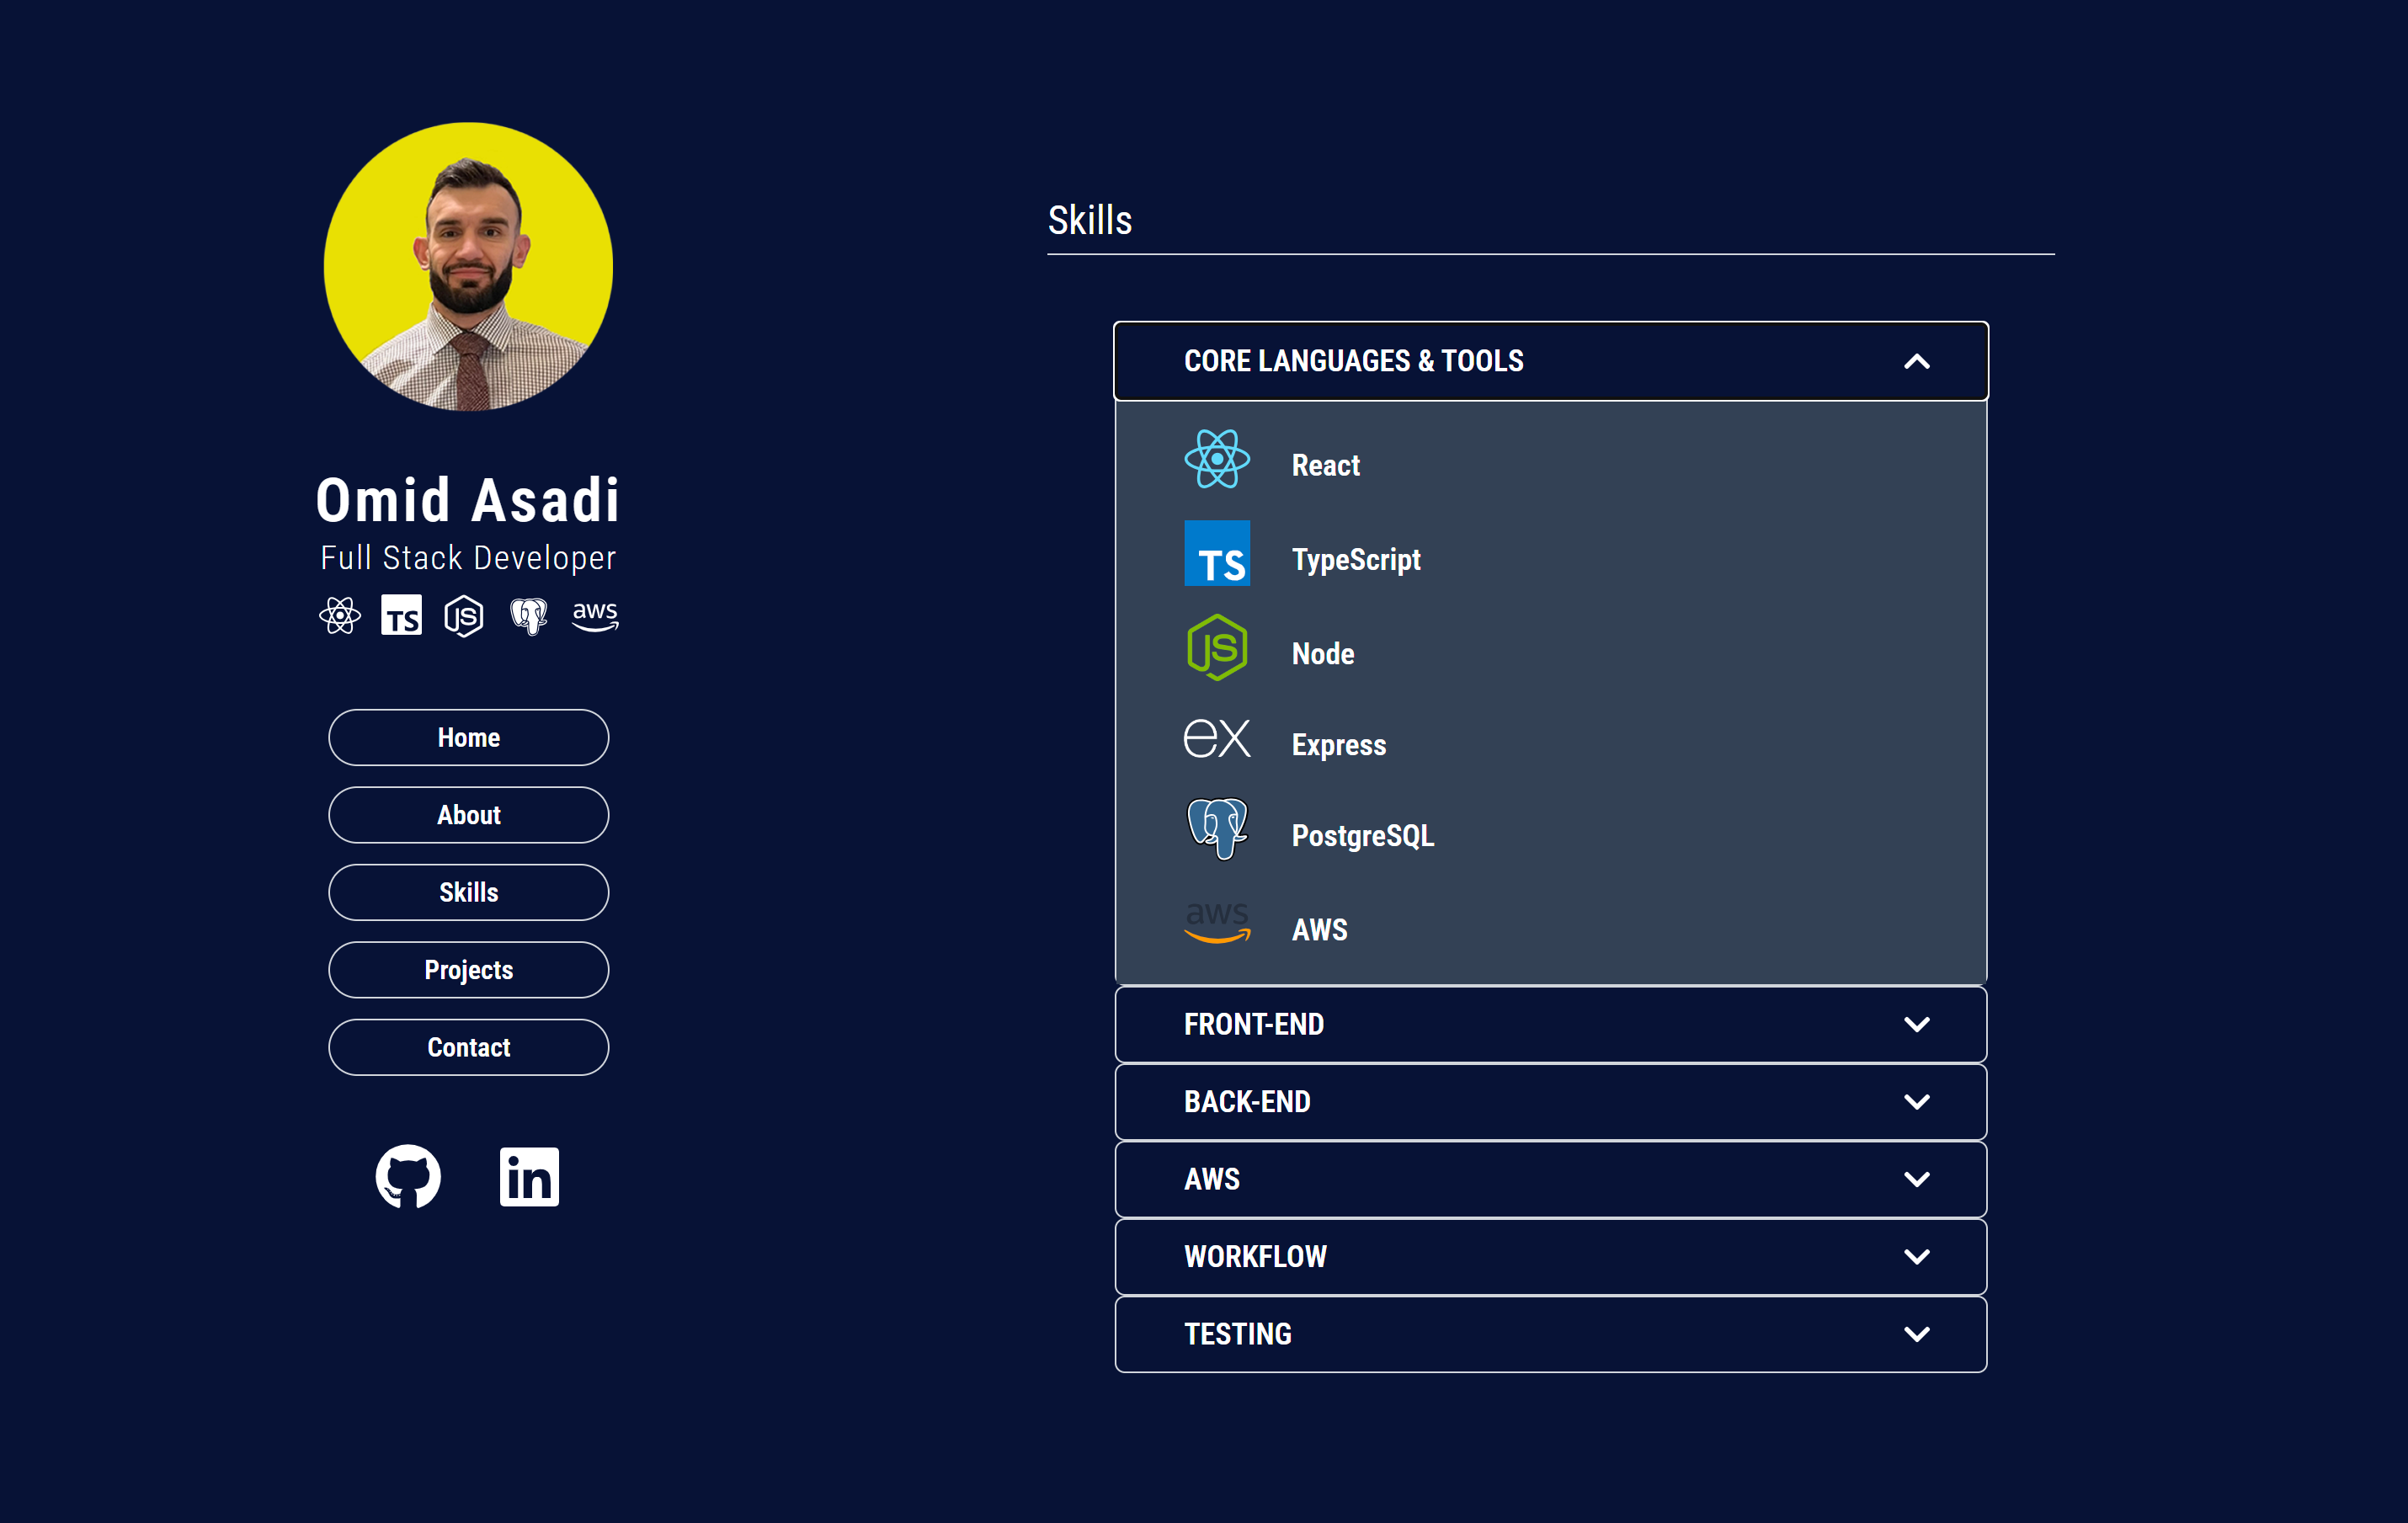 Omid Asadi
Full Stack Developer
TS JS aws
Home
About
Skills
Projects
Contact
in
Skills
CORE LANGUAGES & TOOLS
React
TS TypeScript
JS Node
ex Express
PostgreSQL
aws AWS
FRONT-END
BACK-END
AWS
WORKFLOW
TESTING